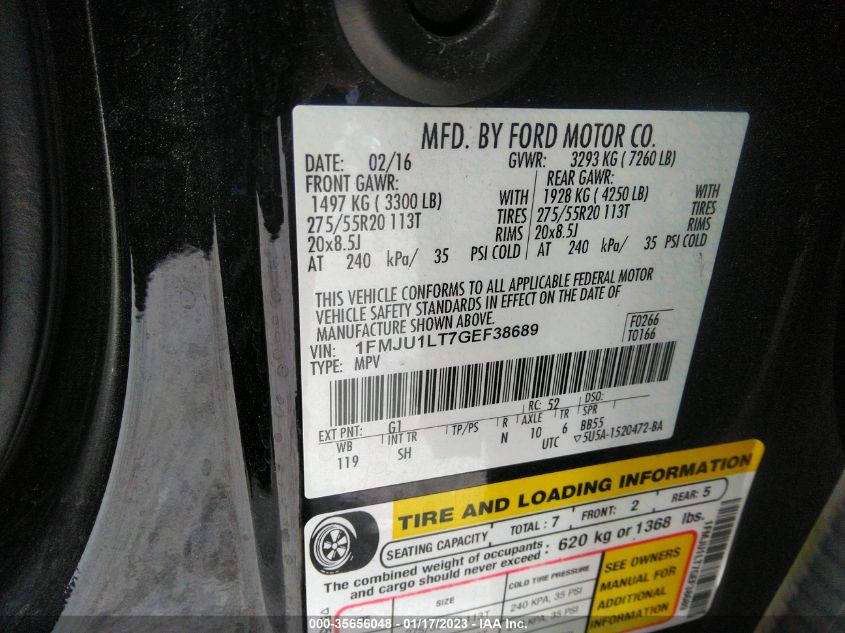 MFD. BY FORD MOTOR CO.
DATE: 02/16 GVWR: 3293 KG ( 7260 LB)
FRONT GAWR: REAR GAWR:
1497 KG ( 3300 LB) WITH 1928 KG ( 4250 LB) WITH
275/55R20 113T TIRES 275/55R20 113T TIRES
20x8.5J RIMS 20x8.5J RIMS
AT 240 kPa/ 35 PSI COLD AT 240 kPa/ 35 PSI COLD
THIS VEHICLE CONFORMS TO ALL APPLICABLE FEDERAL MOTOR
VEHICLE SAFETY STANDARDS IN EFFECT ON THE DATE OF
MANUFACTURE SHOWN ABOVE.
VIN: 1FMJU1LT7GEF38689 F0266
TYPE: MPV T0166
EXT PNT: G1 RC: 52 DSO:
WB INT TR TP/PS R AXLE TR SPR
119 SH N 10 6 BB55
UTC ▽5U5A-1520472-BA
TIRE AND LOADING INFORMATION
SEATING CAPACITY TOTAL : 7 FRONT: 2 REAR: 5
The combined weight of occupants : 620 kg or 1368 lbs.
and cargo should never exceed
SIZE COLD TIRE PRESSURE
240 KPA, 35 PSI
SEE OWNERS
MANUAL FOR
ADDITIONAL
INFORMATION
000-35656048 - 01/17/2023 - IAA Inc.